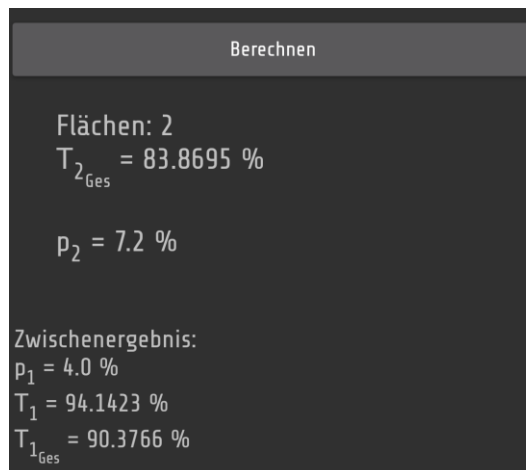 Berechnen
Flächen: 2
T₂Ges = 83.8695 %
p₂ = 7.2 %
Zwischenergebnis:
p₁ = 4.0 %
T₁ = 94.1423 %
T₁Ges = 90.3766 %